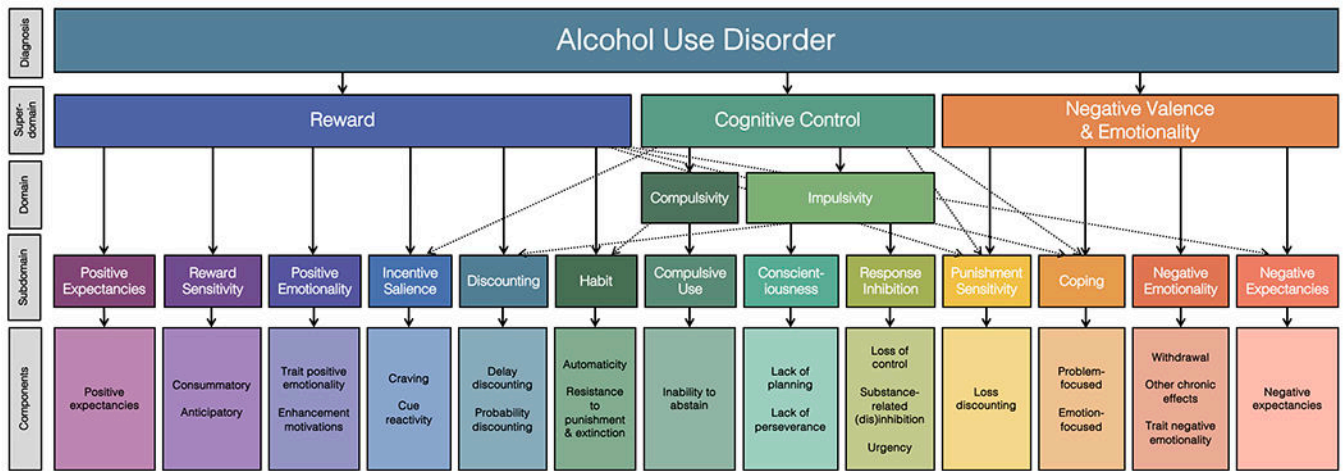 Diagnosis
Alcohol Use Disorder
Super-
domain
Reward
Cognitive Control
Negative Valence
& Emotionality
Domain
Compulsivity
Impulsivity
Subdomain
Positive
Expectancies
Reward
Sensitivity
Positive
Emotionality
Incentive
Salience
Discounting
Habit
Compulsive
Use
Conscient-
iousness
Response
Inhibition
Punishment
Sensitivity
Coping
Negative
Emotionality
Negative
Expectancies
Components
Positive
expectancies
Consummatory
Anticipatory
Trait positive
emotionality
Enhancement
motivations
Craving
Cue
reactivity
Delay
discounting
Probability
discounting
Automaticity
Resistance
to
punishment
& extinction
Inability to
abstain
Lack of
planning
Lack of
perseverance
Loss of
control
Substance-
related
(dis)inhibition
Urgency
Loss
discounting
Problem-
focused
Emotion-
focused
Withdrawal
Other chronic
effects
Trait negative
emotionality
Negative
expectancies